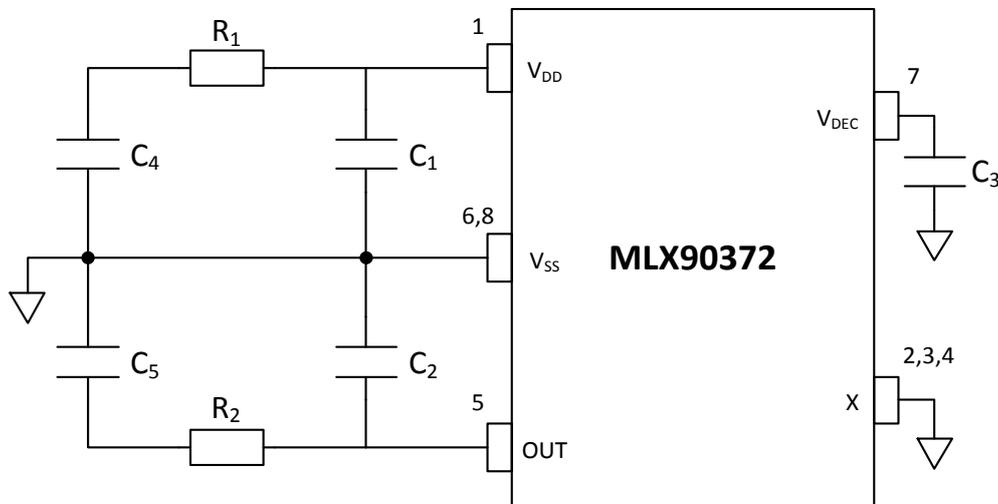 R1
1
VDD
7
VDEC
C4
C1
C3
6,8
VSS
MLX90372
C5
C2
2,3,4
R2
5
X
OUT